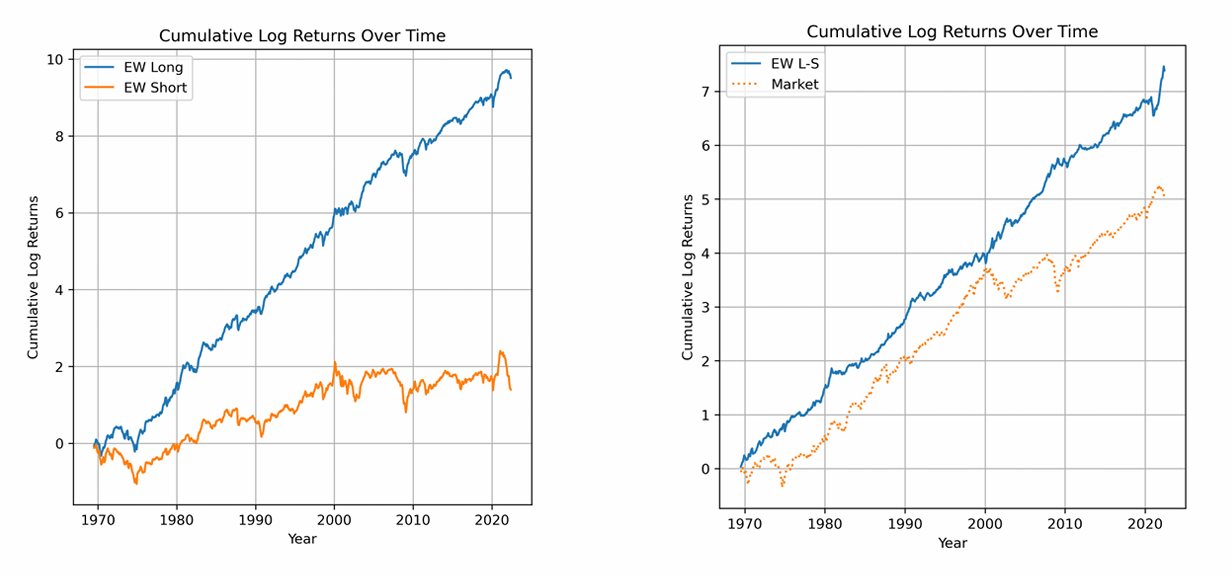 Cumulative Log Returns Over Time
EW Long
EW Short
10
8
6
4
2
0
Cumulative Log Returns
1970 1980 1990 2000 2010 2020
Year
Cumulative Log Returns Over Time
EW L-S
Market
7
6
5
4
3
2
1
0
Cumulative Log Returns
1970 1980 1990 2000 2010 2020
Year